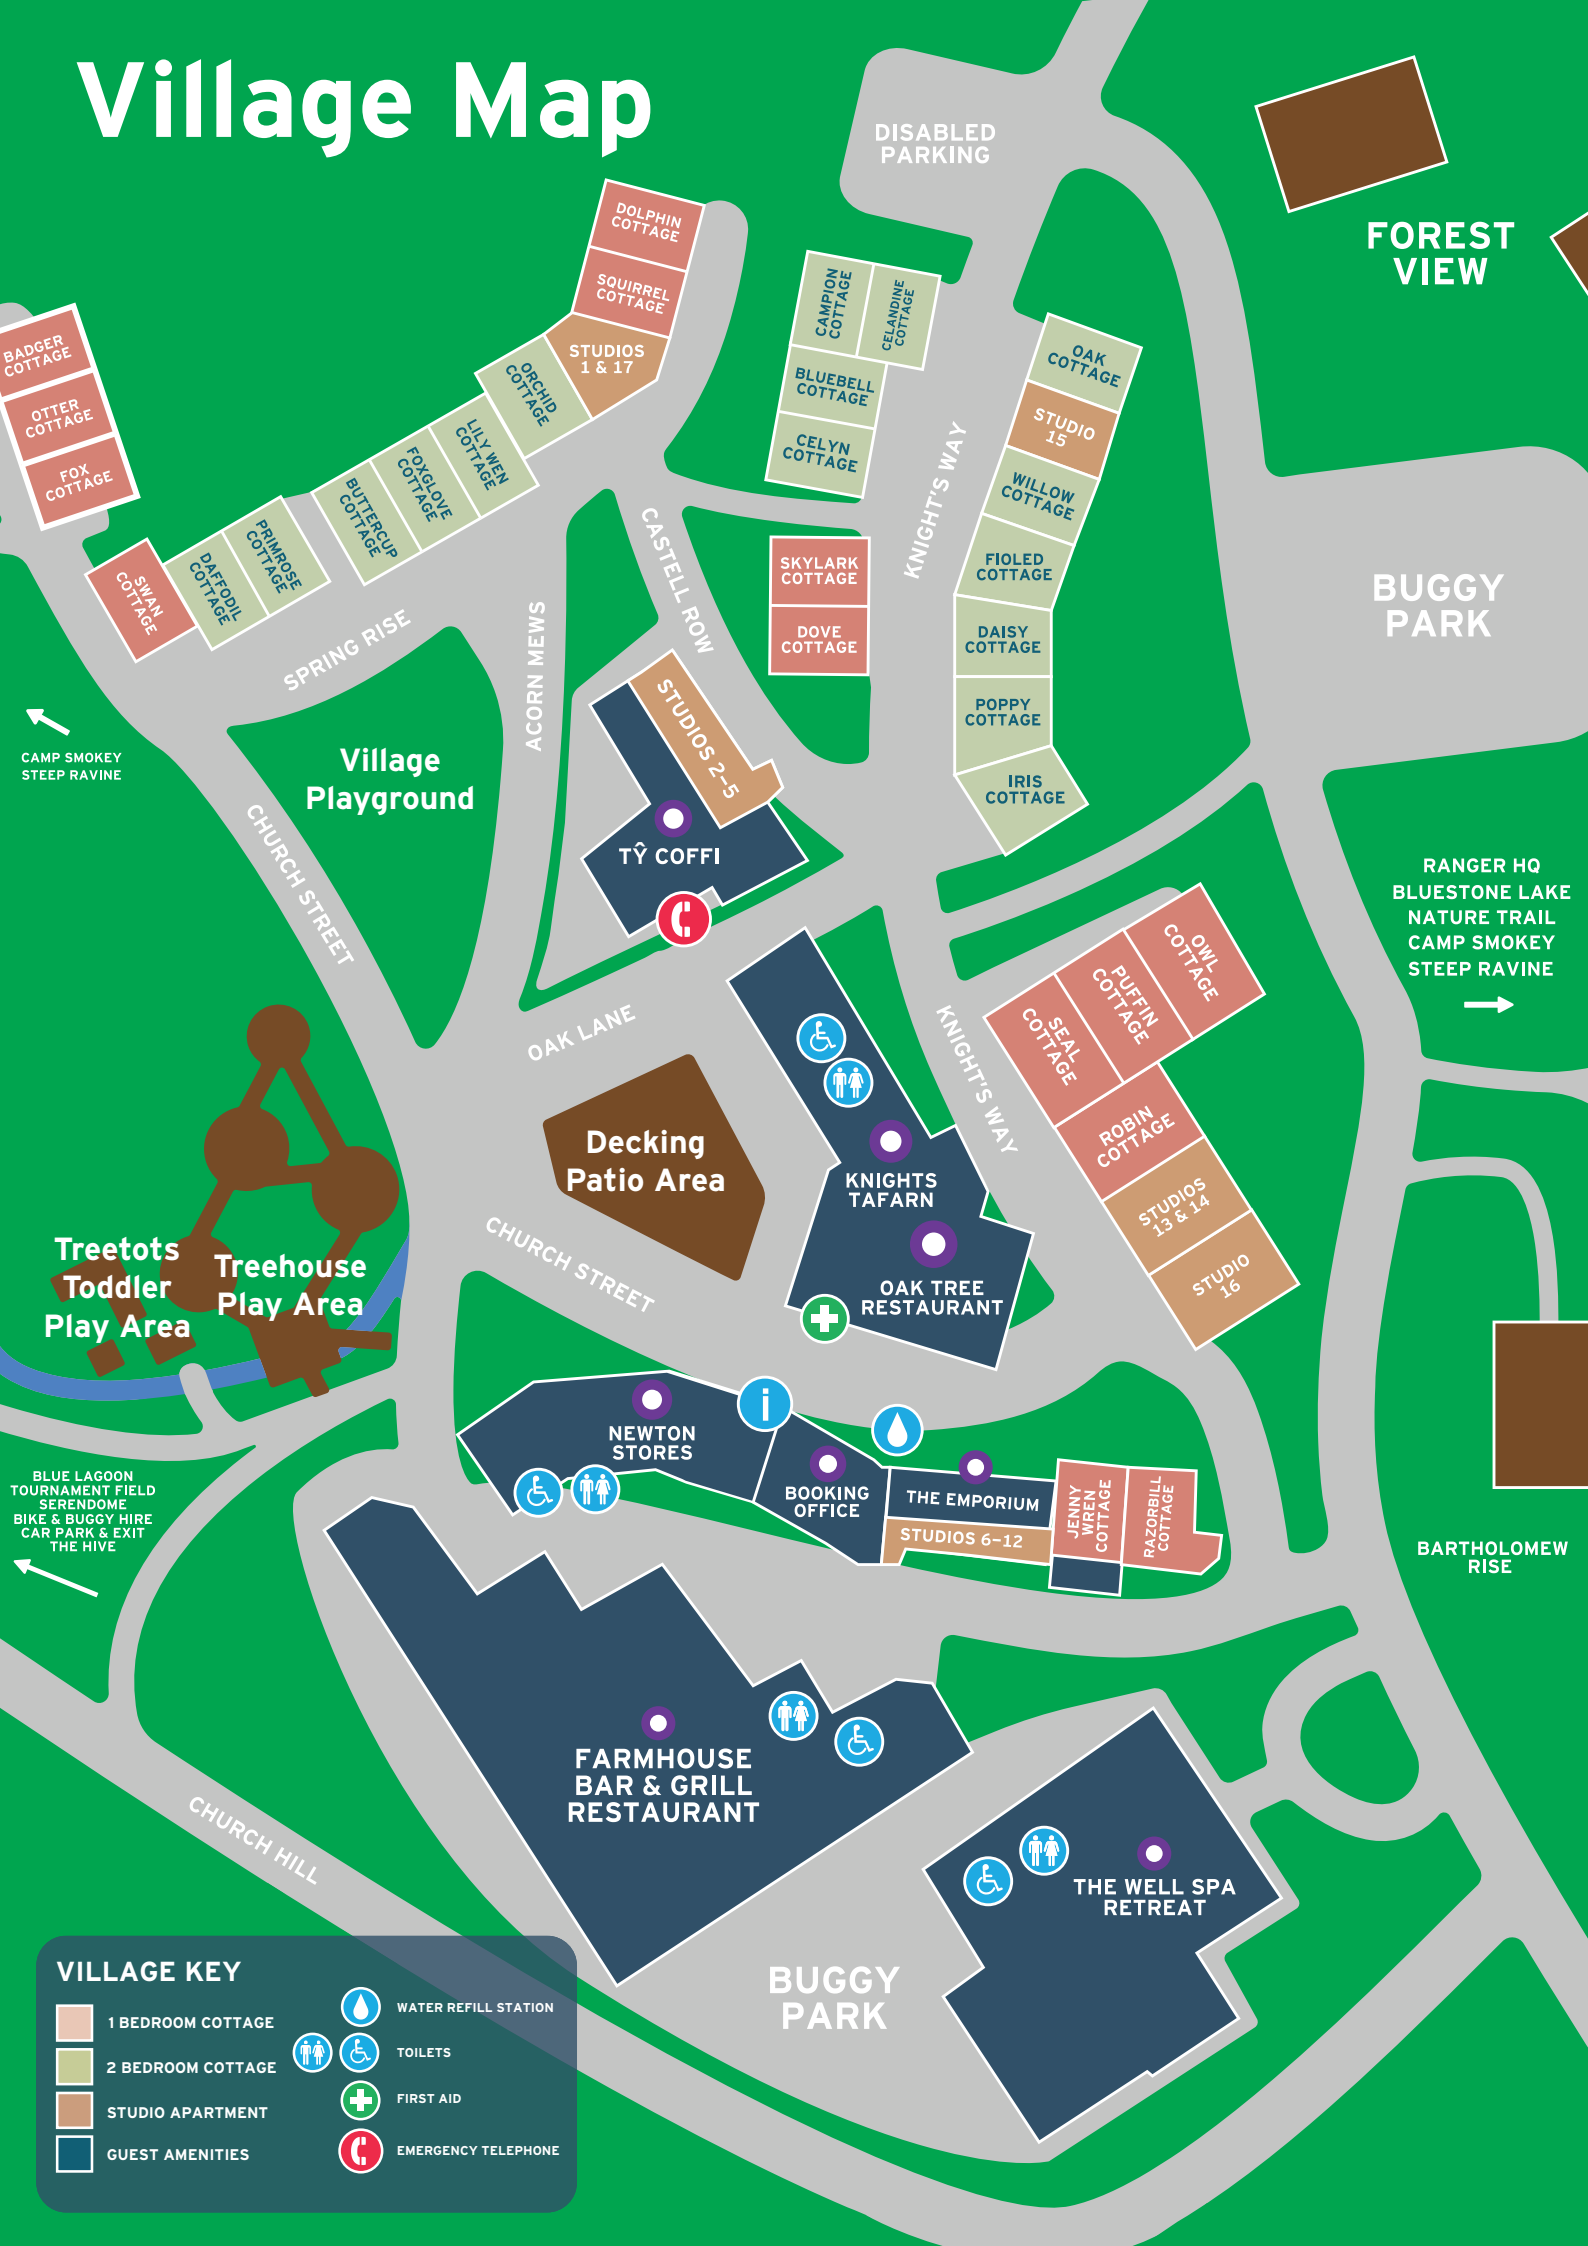 Village Map
DISABLED
PARKING
FOREST
VIEW
DOLPHIN
COTTAGE
SQUIRREL
COTTAGE
STUDIOS
1 & 17
ORCHID
COTTAGE
LILY WEN
COTTAGE
FOXGLOVE
COTTAGE
BUTTERCUP
COTTAGE
PRIMROSE
COTTAGE
DAFFODIL
COTTAGE
SWAN
COTTAGE
BADGER
COTTAGE
OTTER
COTTAGE
FOX
COTTAGE
CAMPION
COTTAGE
CELANDINE
COTTAGE
BLUEBELL
COTTAGE
CELYN
COTTAGE
KNIGHT'S WAY
OAK
COTTAGE
STUDIO
15
WILLOW
COTTAGE
FIOLED
COTTAGE
DAISY
COTTAGE
POPPY
COTTAGE
IRIS
COTTAGE
SKYLARK
COTTAGE
DOVE
COTTAGE
CASTELL ROW
ACORN MEWS
SPRING RISE
BUGGY
PARK
CAMP SMOKEY
STEEP RAVINE
Village
Playground
CHURCH STREET
STUDIOS 2–5
TŶ COFFI
RANGER HQ
BLUESTONE LAKE
NATURE TRAIL
CAMP SMOKEY
STEEP RAVINE
OWL
COTTAGE
PUFFIN
COTTAGE
SEAL
COTTAGE
ROBIN
COTTAGE
STUDIOS
13 & 14
STUDIO
16
OAK LANE
KNIGHT'S WAY
Decking
Patio Area
KNIGHTS
TAFARN
OAK TREE
RESTAURANT
CHURCH STREET
Treetots
Toddler
Play Area
Treehouse
Play Area
NEWTON
STORES
i
BOOKING
OFFICE
THE EMPORIUM
STUDIOS 6–12
JENNY
WREN
COTTAGE
RAZORBILL
COTTAGE
BLUE LAGOON
TOURNAMENT FIELD
SERENDOME
BIKE & BUGGY HIRE
CAR PARK & EXIT
THE HIVE
BARTHOLOMEW
RISE
FARMHOUSE
BAR & GRILL
RESTAURANT
CHURCH HILL
THE WELL SPA
RETREAT
BUGGY
PARK
VILLAGE KEY
1 BEDROOM COTTAGE
2 BEDROOM COTTAGE
STUDIO APARTMENT
GUEST AMENITIES
WATER REFILL STATION
TOILETS
FIRST AID
EMERGENCY TELEPHONE